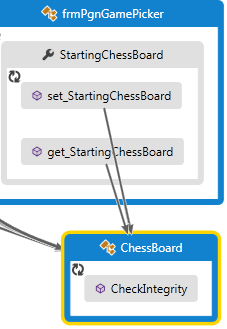 frmPgnGamePicker
StartingChessBoard
set_StartingChessBoard
get_StartingChessBoard
ChessBoard
CheckIntegrity